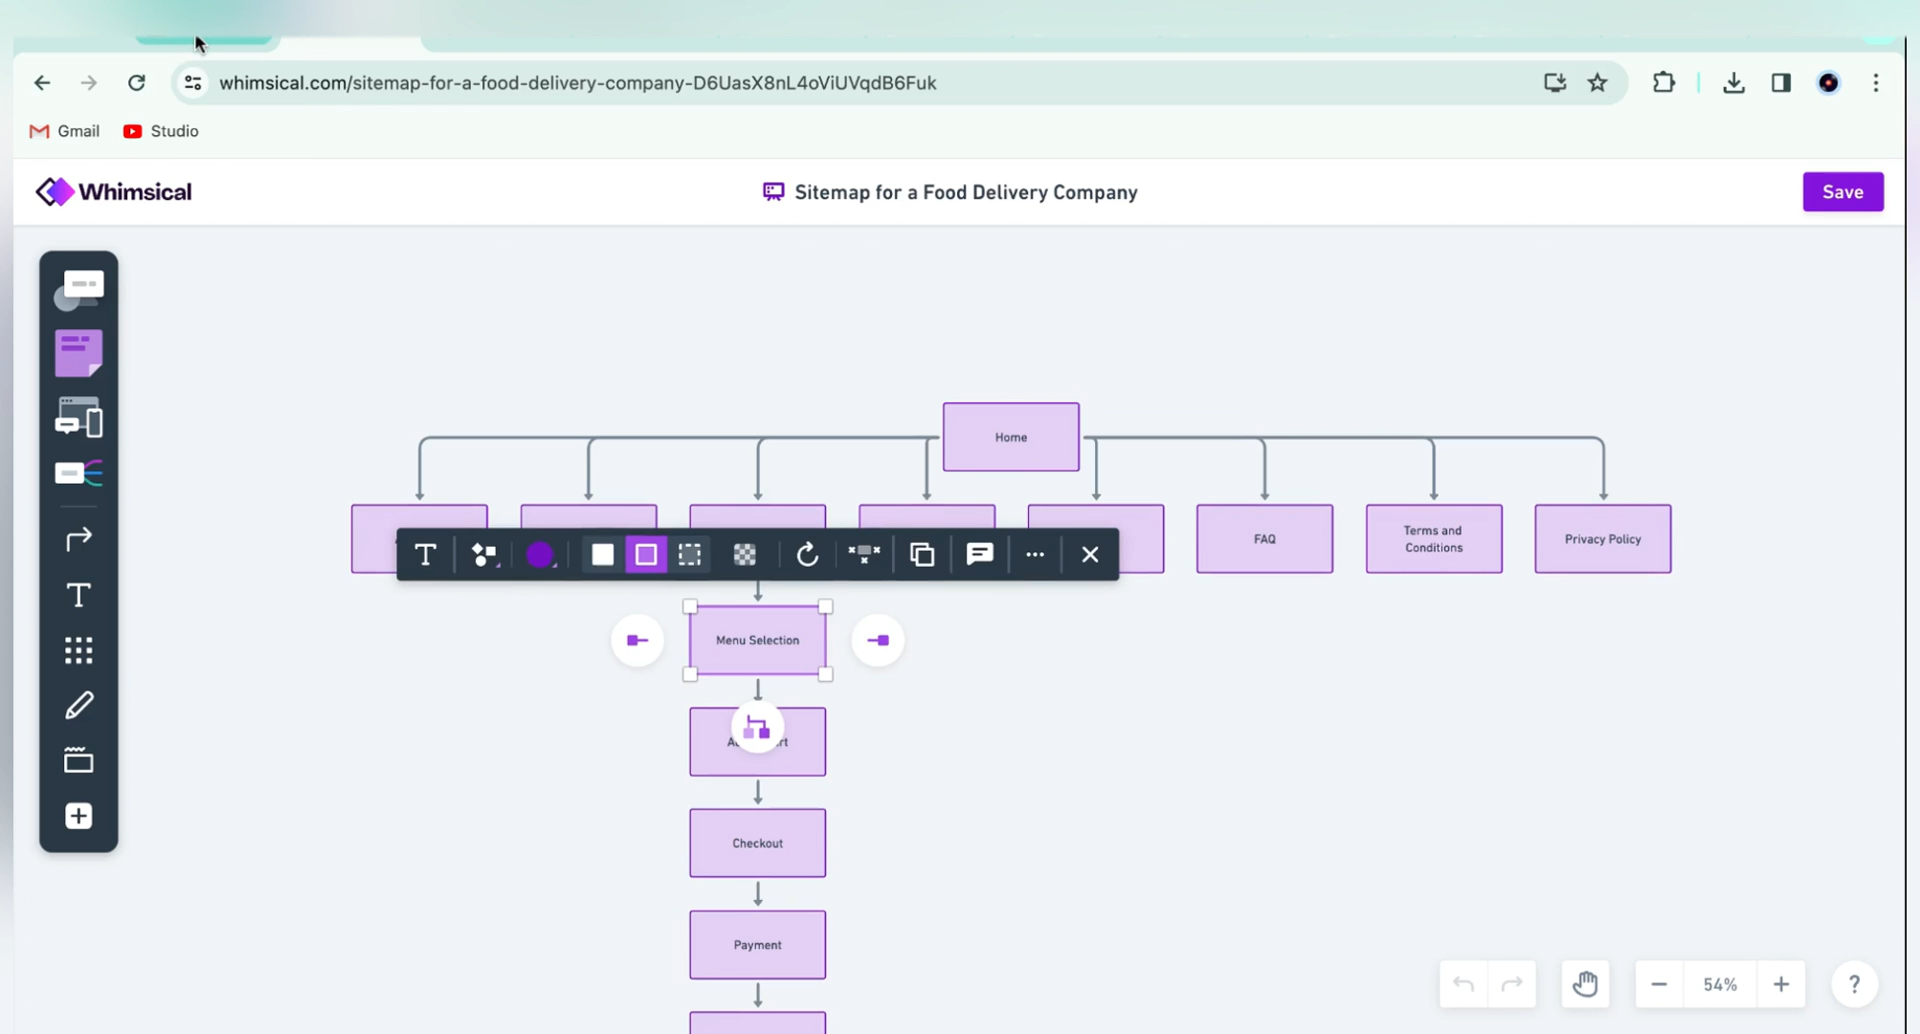 whimsical.com/sitemap-for-a-food-delivery-company-D6UasX8nL4oViUVqdB6Fuk
Gmail
Studio
Whimsical
Sitemap for a Food Delivery Company
Save
Home
FAQ
Terms and
Conditions
Privacy Policy
T
Menu Selection
T
Checkout
Payment
54%
?